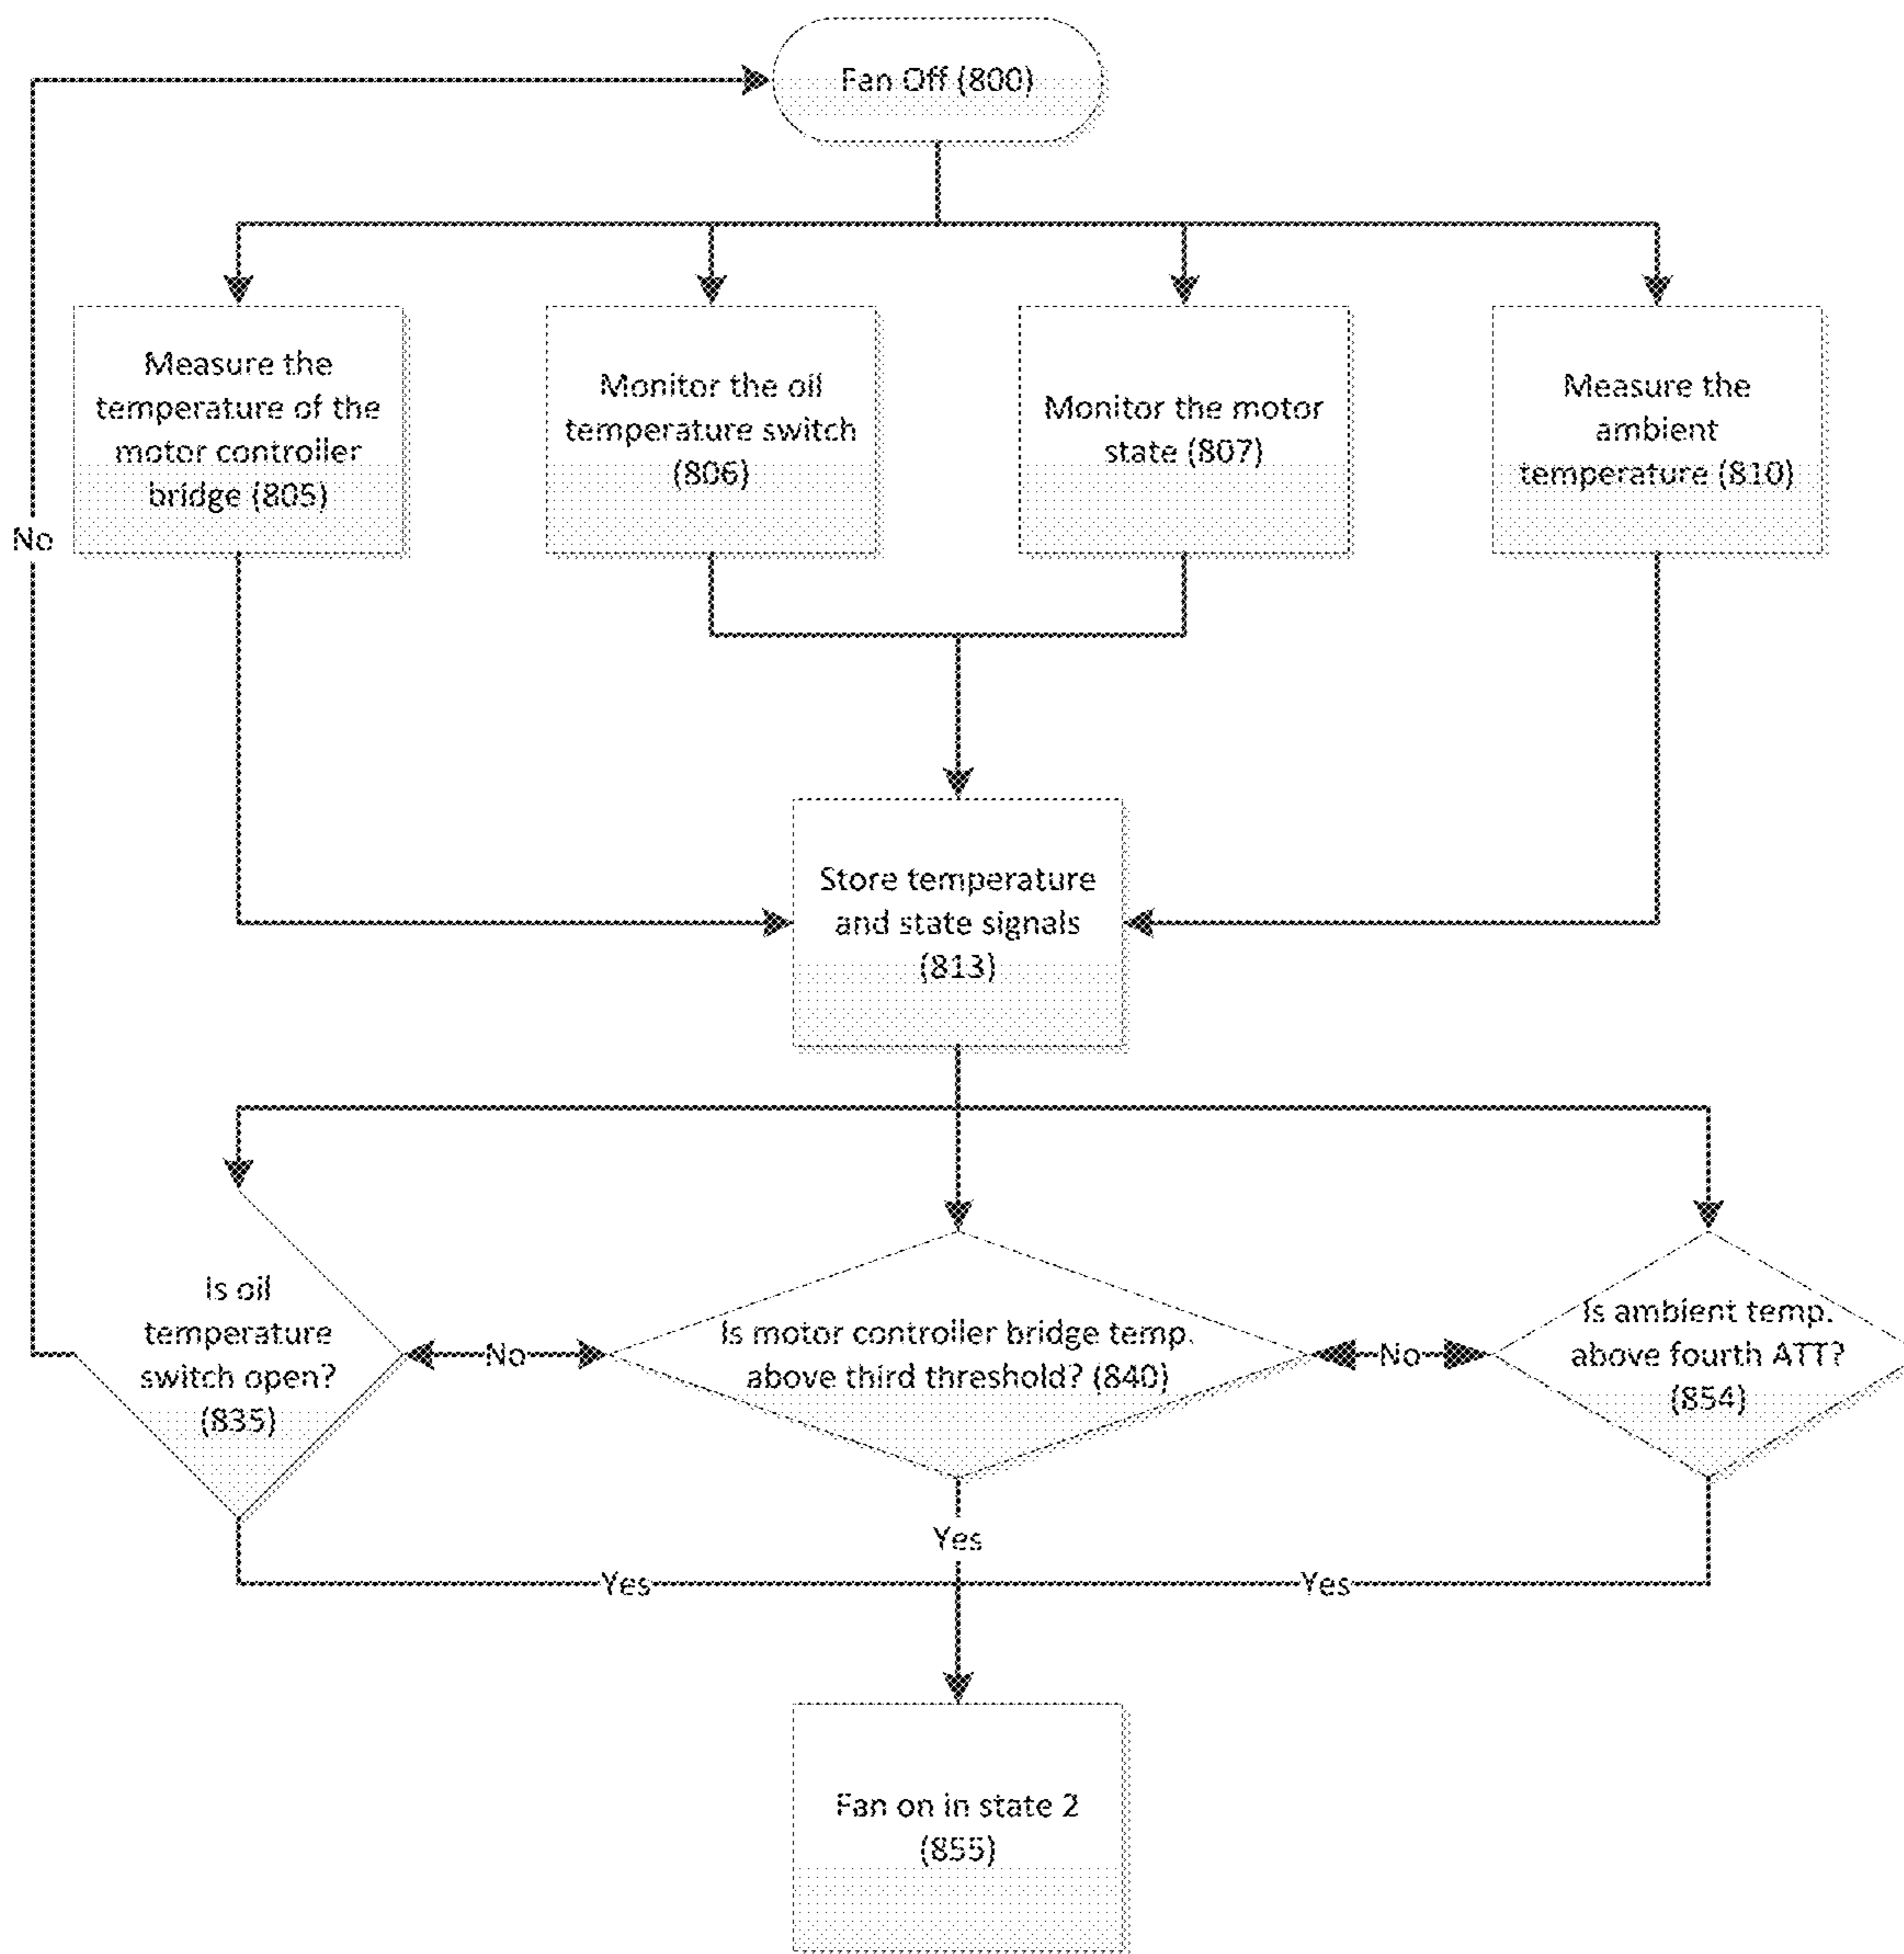 Fan Off (800)
Measure the
temperature of the
motor controller
bridge (805)
Monitor the oil
temperature switch
(806)
Monitor the motor
state (807)
Measure the
ambient
temperature (810)
No
Store temperature
and state signals
(813)
Is oil
temperature
switch open?
(835)
No
Is motor controller bridge temp.
above third threshold? (840)
No
Is ambient temp.
above fourth ATT?
(854)
Yes
Yes
Yes
Fan on in state 2
(855)